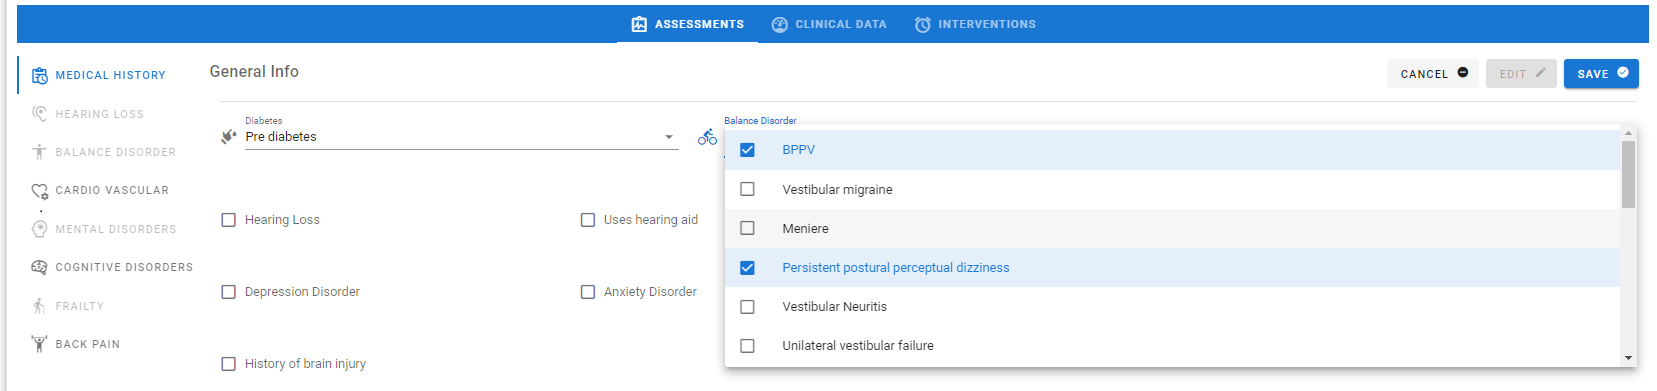 ASSESSMENTS
CLINICAL DATA
INTERVENTIONS
MEDICAL HISTORY
HEARING LOSS
BALANCE DISORDER
CARDIO VASCULAR
MENTAL DISORDERS
COGNITIVE DISORDERS
FRAILTY
BACK PAIN
General Info
CANCEL
EDIT
SAVE
Diabetes
Pre diabetes
Balance Disorder
BPPV
Vestibular migraine
Meniere
Persistent postural perceptual dizziness
Vestibular Neuritis
Unilateral vestibular failure
Hearing Loss
Uses hearing aid
Depression Disorder
Anxiety Disorder
History of brain injury